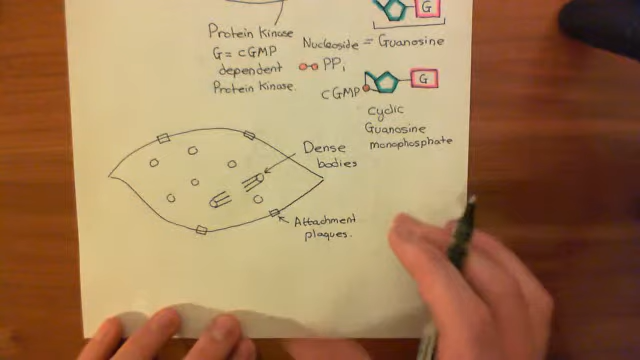 G
Protein kinase
G = cGMP
dependent
Protein Kinase.
Nucleoside = Guanosine
PPi
G
cGMP
cyclic
Guanosine
monophosphate
Dense
bodies
Attachment
plaques.